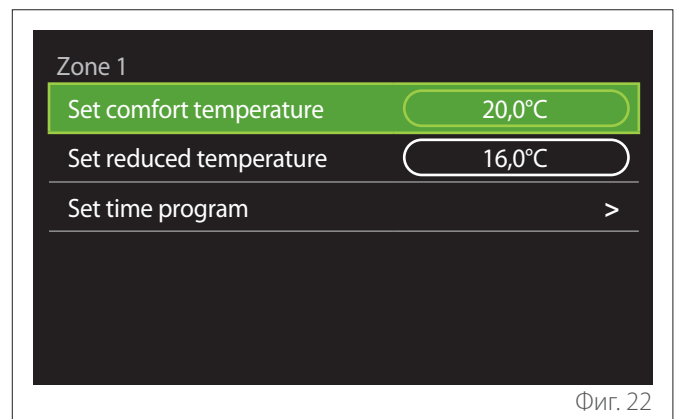 Zone 1
Set comfort temperature 20,0°C
Set reduced temperature 16,0°C
Set time program >
Фиг. 22